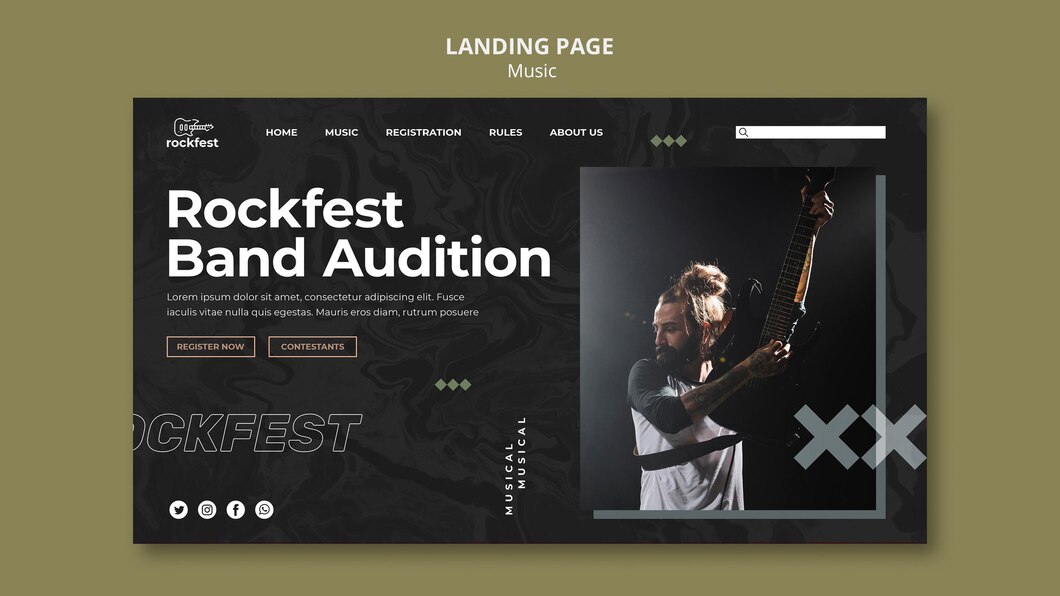 LANDING PAGE
Music
rockfest
HOME MUSIC REGISTRATION RULES ABOUT US
Rockfest
Band Audition
Lorem ipsum dolor sit amet, consectetur adipiscing elit. Fusce
iaculis vitae nulla quis egestas. Mauris eros diam, rutrum posuere
REGISTER NOW CONTESTANTS
OCKFEST
MUSICAL
MUSICAL
XX